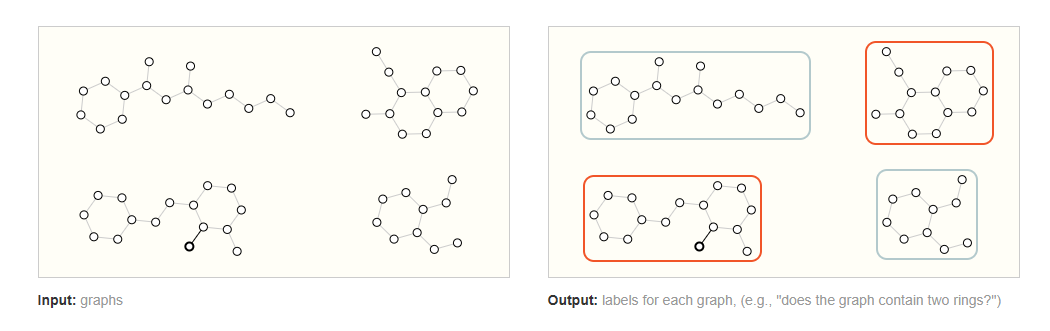 Input: graphs
Output: labels for each graph, (e.g., "does the graph contain two rings?")